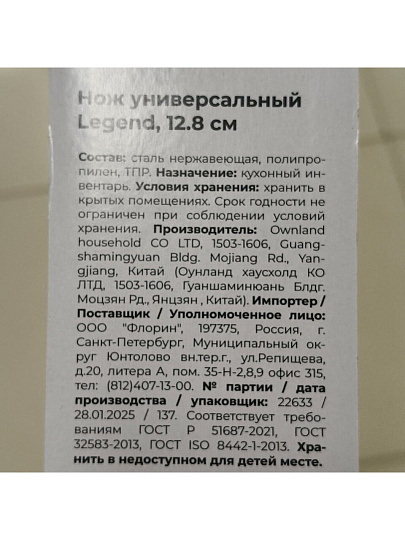 Нож универсальный
Legend, 12.8 см
Состав: сталь нержавеющая, полипро-
пилен, ТПР. Назначение: кухонный ин-
вентарь. Условия хранения: хранить в
крытых помещениях. Срок годности не
ограничен при соблюдении условий
хранения. Производитель: Ownland
household CO LTD, 1503-1606, Guang-
shamingyuan Bldg. Mojiang Rd., Yan-
gjiang, Китай (Оунланд хаусхолд КО
ЛТД, 1503-1606, Гуаншаминюань Блдг.
Моцзян Рд., Янцзян , Китай). Импортер /
Поставщик / Уполномоченное лицо:
ООО "Флорин", 197375, Россия, г.
Санкт-Петербург, Муниципальный ок-
руг Юнтолово вн.тер.г., ул.Репищева,
д.20, литера А, пом. 35-Н-2,8,9 офис 315,
тел: (812)407-13-00. № партии / дата
производства / упаковщик: 22633 /
28.01.2025 / 137. Соответствует требо-
ваниям ГОСТ Р 51687-2021, ГОСТ
32583-2013, ГОСТ ISO 8442-1-2013. Хра-
нить в недоступном для детей месте.